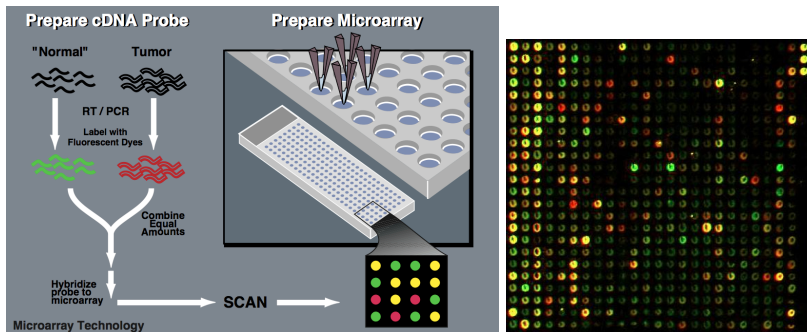 Prepare cDNA Probe
Prepare Microarray
"Normal"
Tumor
RT / PCR
Label with
Fluorescent Dyes
Combine
Equal
Amounts
Hybridize
probe to
microarray
SCAN
Microarray Technology